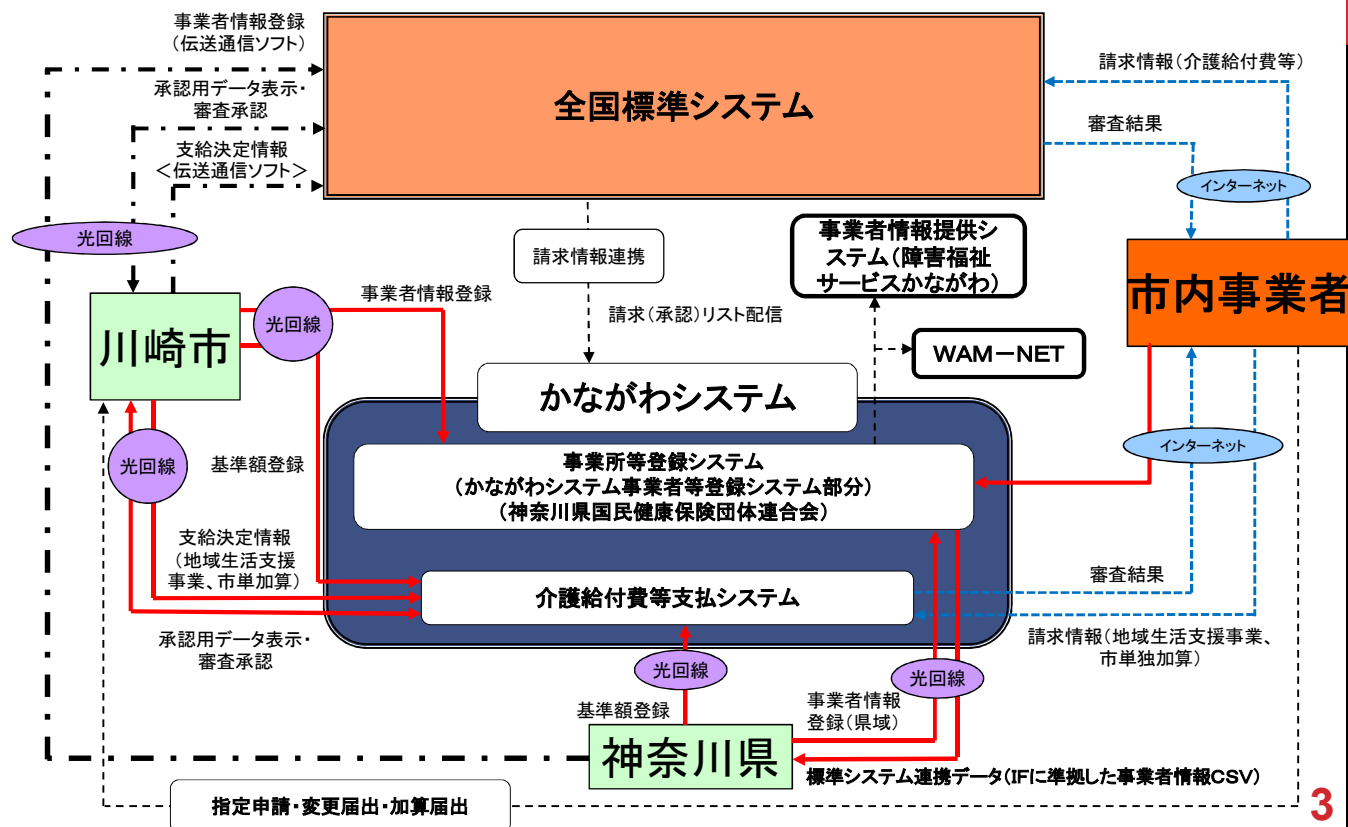 事業者情報登録
(伝送通信ソフト)
承認用データ表示・
審査承認
支給決定情報
<伝送通信ソフト>
全国標準システム
請求情報(介護給付費等)
審査結果
インターネット
光回線
請求情報連携
事業者情報提供シ
ステム(障害福祉
サービスかながわ)
市内事業者
川崎市
光回線
事業者情報登録
請求(承認)リスト配信
WAM-NET
かながわシステム
光回線
基準額登録
事業所等登録システム
(かながわシステム事業者等登録システム部分)
(神奈川県国民健康保険団体連合会)
インターネット
支給決定情報
(地域生活支援
事業、市単加算)
介護給付費等支払システム
審査結果
承認用データ表示・
審査承認
請求情報(地域生活支援事業、
市単独加算)
光回線
光回線
基準額登録
事業者情報
登録(県域)
神奈川県
標準システム連携データ(IFに準拠した事業者情報CSV)
指定申請・変更届出・加算届出
3